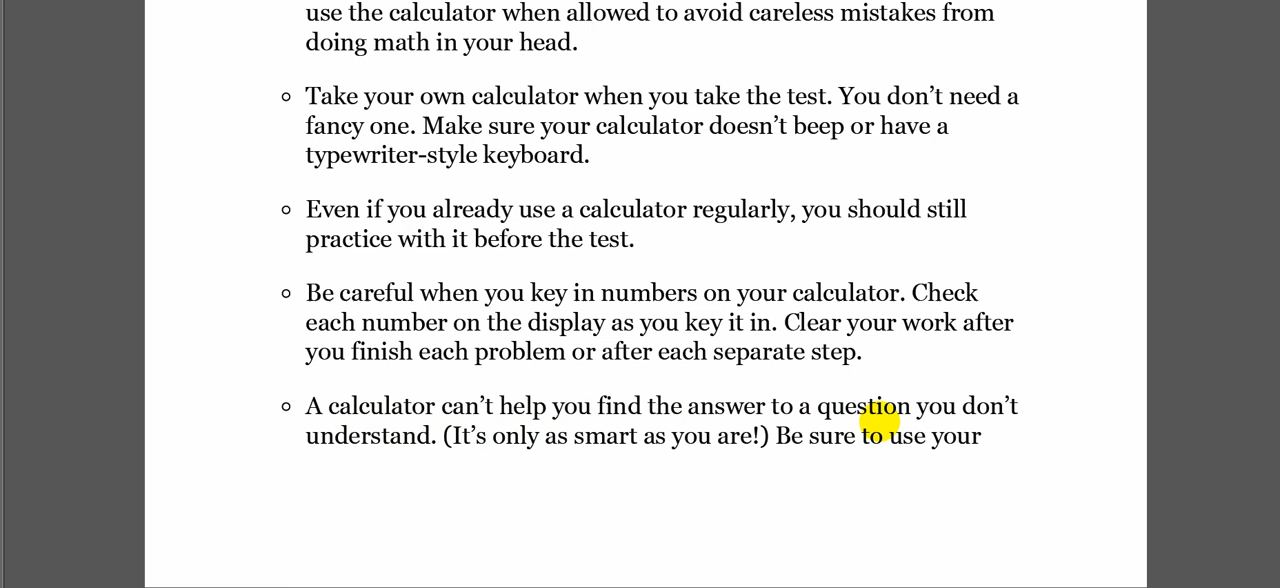 use the calculator when allowed to avoid careless mistakes from
doing math in your head.
Take your own calculator when you take the test. You don’t need a
fancy one. Make sure your calculator doesn’t beep or have a
typewriter-style keyboard.
Even if you already use a calculator regularly, you should still
practice with it before the test.
Be careful when you key in numbers on your calculator. Check
each number on the display as you key it in. Clear your work after
you finish each problem or after each separate step.
A calculator can’t help you find the answer to a question you don’t
understand. (It’s only as smart as you are!) Be sure to use your